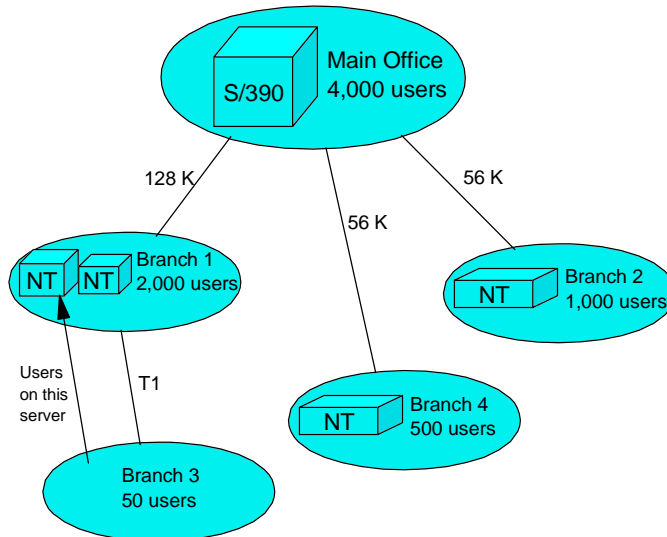 S/390
Main Office
4,000 users
128 K
56 K
56 K
NT
NT
Branch 1
2,000 users
NT
Branch 2
1,000 users
Users
on this
server
T1
NT
Branch 4
500 users
Branch 3
50 users